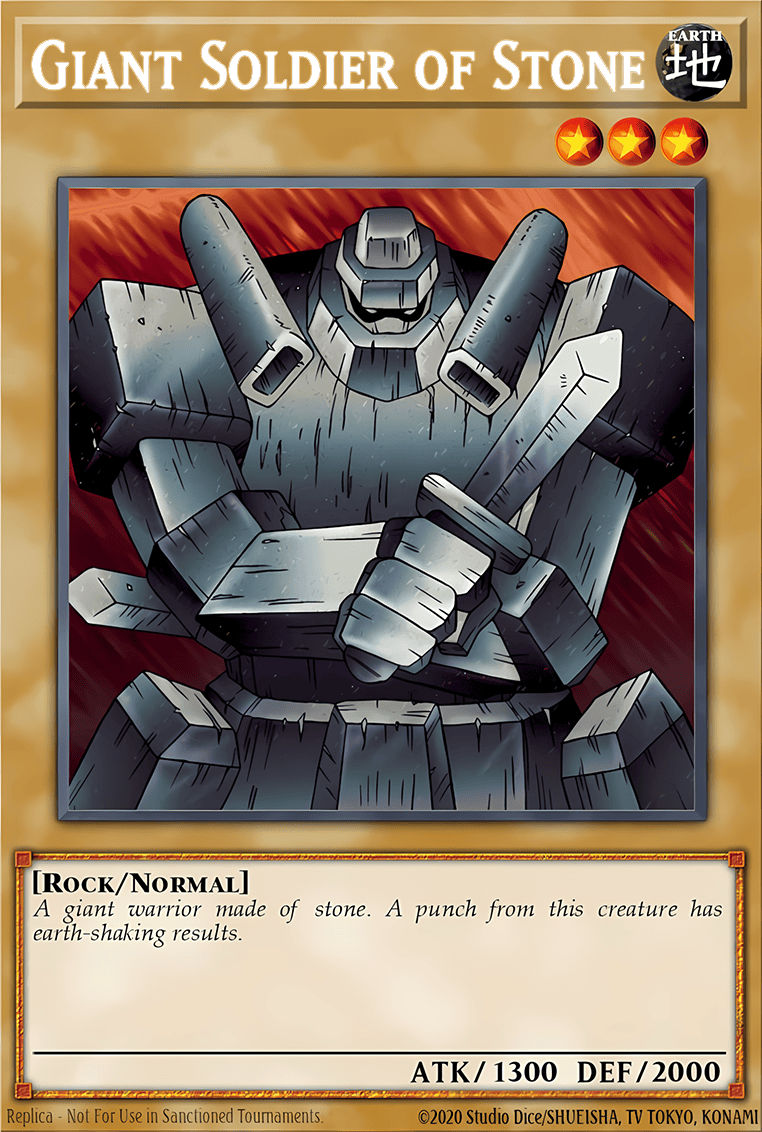 Giant Soldier of Stone
EARTH
地
[Rock/Normal]
A giant warrior made of stone. A punch from this creature has
earth-shaking results.
ATK/1300 DEF/2000
Replica - Not For Use in Sanctioned Tournaments.
©2020 Studio Dice/SHUEISHA, TV TOKYO, KONAMI